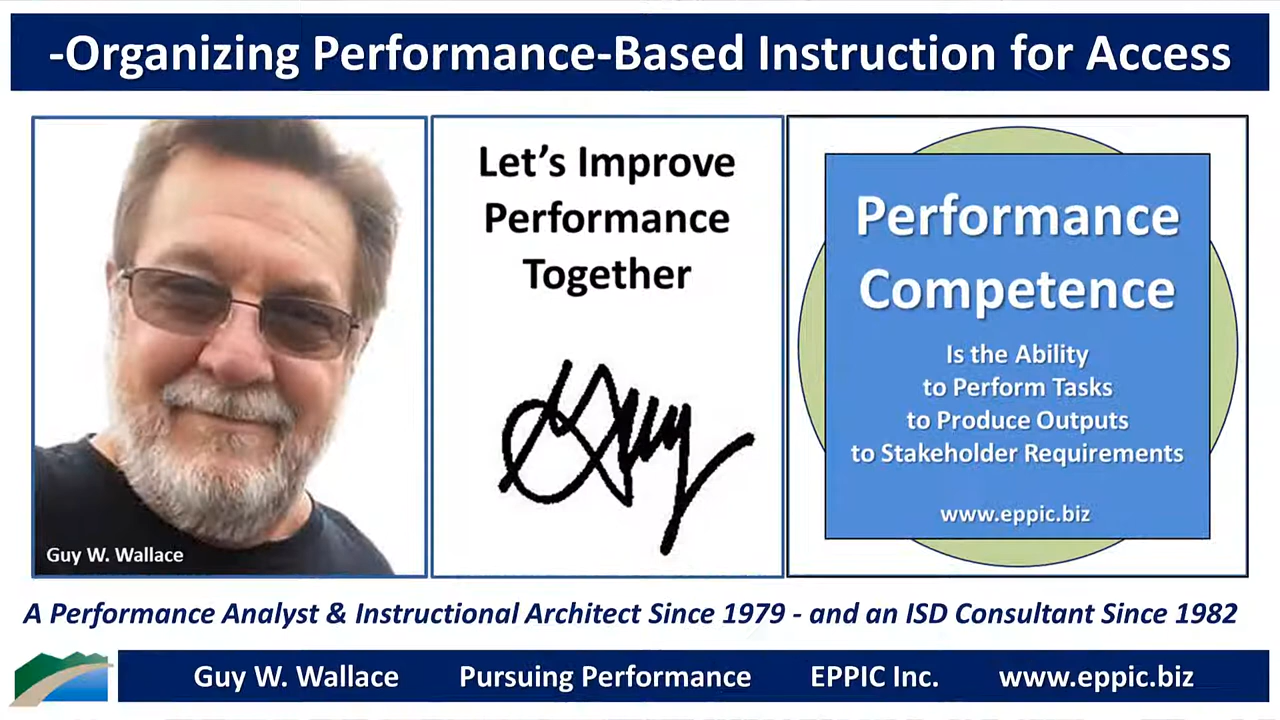 -Organizing Performance-Based Instruction for Access
Let's Improve
Performance
Together
Guy
Guy W. Wallace
Performance
Competence
Is the Ability
to Perform Tasks
to Produce Outputs
to Stakeholder Requirements
www.eppic.biz
A Performance Analyst & Instructional Architect Since 1979 - and an ISD Consultant Since 1982
Guy W. Wallace Pursuing Performance EPPIC Inc. www.eppic.biz